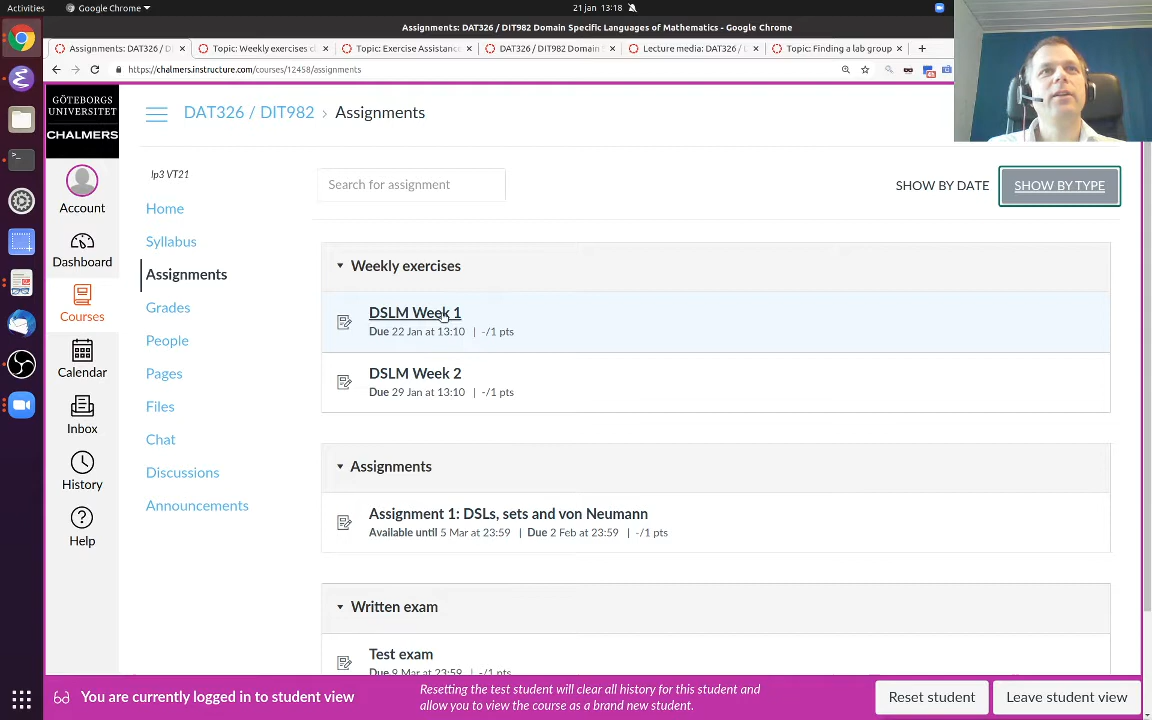 Activities
Google Chrome
21 jan 13:18
Assignments: DAT326 / DIT982 Domain Specific Languages of Mathematics - Google Chrome
Assignments: DAT326 / D
Topic: Weekly exercises c
Topic: Exercise Assistance
DAT326 / DIT982 Domain
Lecture media: DAT326 / 
Topic: Finding a lab group
https://chalmers.instructure.com/courses/12458/assignments
GÖTEBORGS
UNIVERSITET
CHALMERS
DAT326 / DIT982 › Assignments
Account
Dashboard
Courses
Calendar
Inbox
History
Help
lp3 VT21
Home
Syllabus
Assignments
Grades
People
Pages
Files
Chat
Discussions
Announcements
Search for assignment
SHOW BY DATE
SHOW BY TYPE
Weekly exercises
DSLM Week 1
Due 22 Jan at 13:10 | -/1 pts
DSLM Week 2
Due 29 Jan at 13:10 | -/1 pts
Assignments
Assignment 1: DSLs, sets and von Neumann
Available until 5 Mar at 23:59 | Due 2 Feb at 23:59 | -/1 pts
Written exam
Test exam
Due 9 Mar at 23:59 | -/1 pts
You are currently logged in to student view
Resetting the test student will clear all history for this student and
allow you to view the course as a brand new student.
Reset student
Leave student view